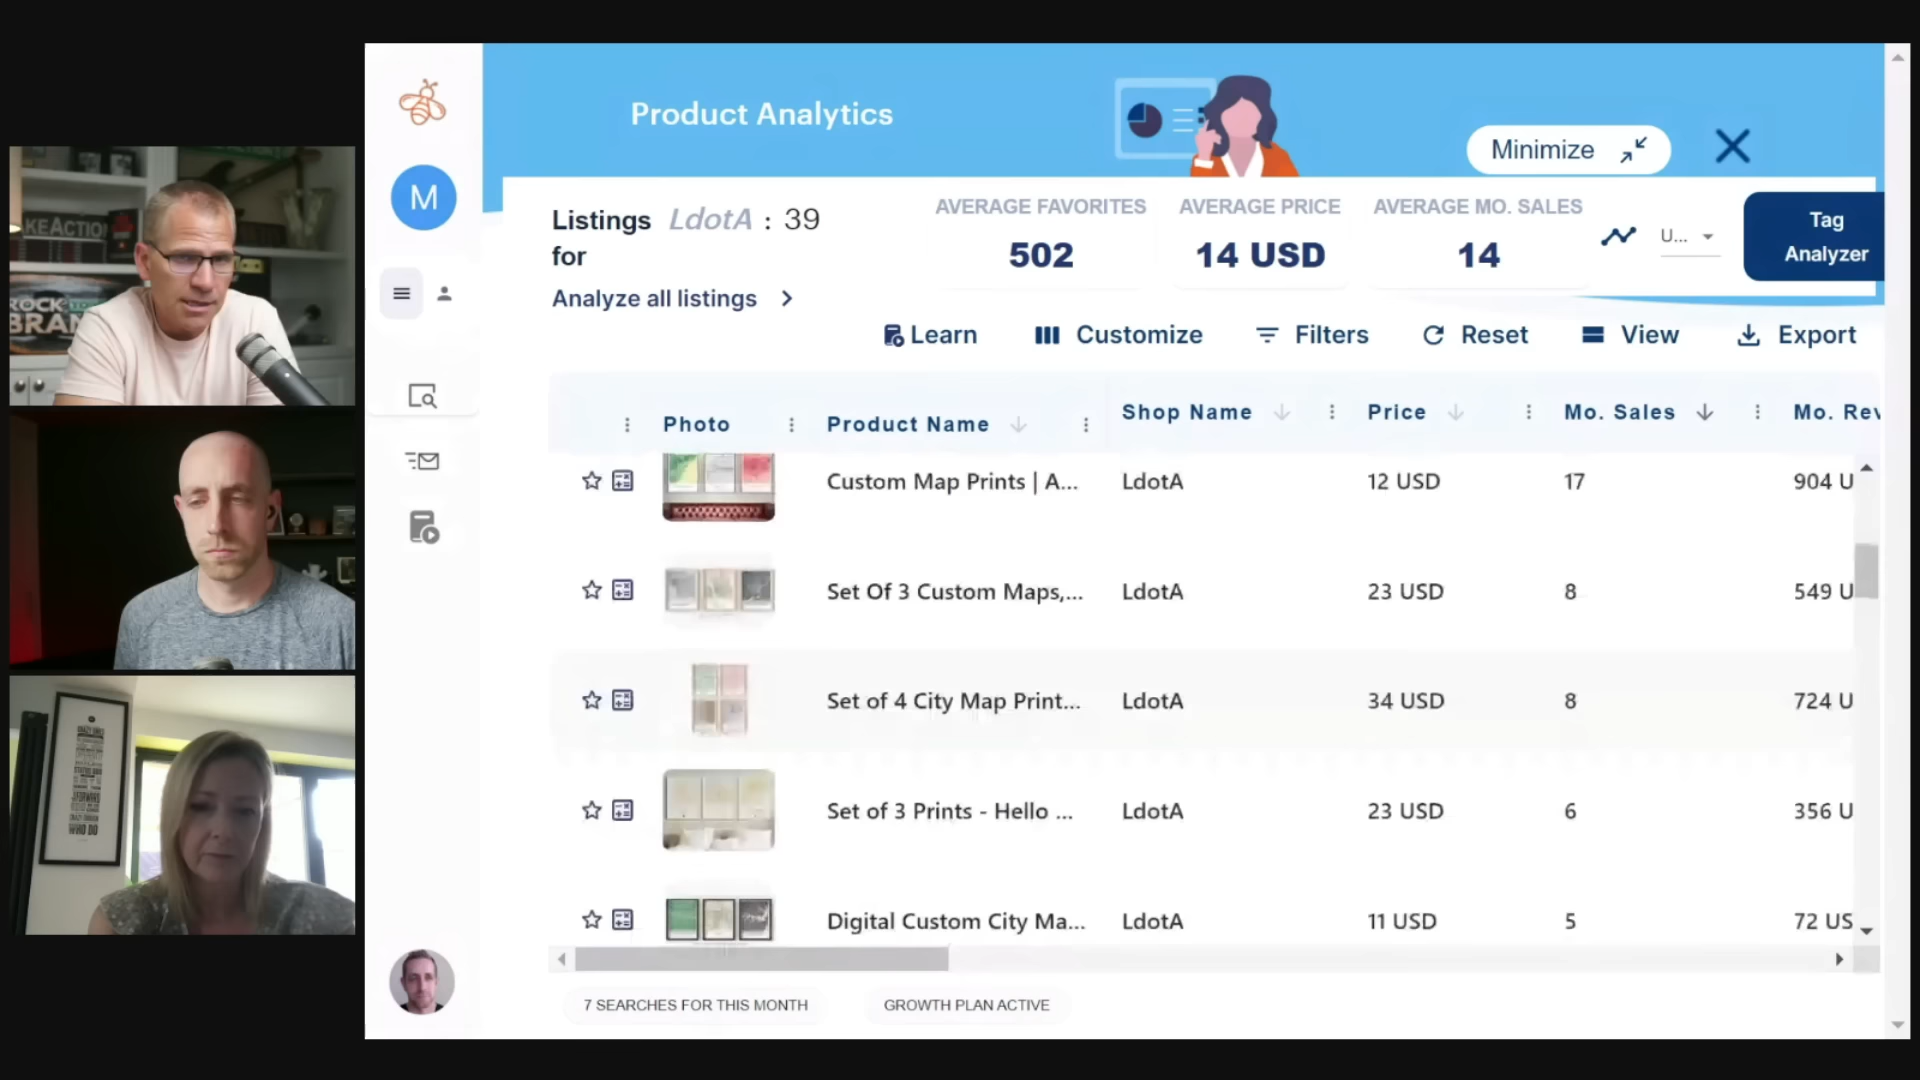 Product Analytics
Minimize
M
Listings for
LdotA : 39
AVERAGE FAVORITES
502
AVERAGE PRICE
14 USD
AVERAGE MO. SALES
14
U...
Tag Analyzer
Analyze all listings
Learn
Customize
Filters
Reset
View
Export
Photo
Product Name
Shop Name
Price
Mo. Sales
Mo. Rev
Custom Map Prints | A... LdotA 12 USD 17 904 U
Set Of 3 Custom Maps,... LdotA 23 USD 8 549 U
Set of 4 City Map Print... LdotA 34 USD 8 724 U
Set of 3 Prints - Hello ... LdotA 23 USD 6 356 U
Digital Custom City Ma... LdotA 11 USD 5 72 US
7 SEARCHES FOR THIS MONTH
GROWTH PLAN ACTIVE
KEACTIO
ROCK
BRAN
WHO DO